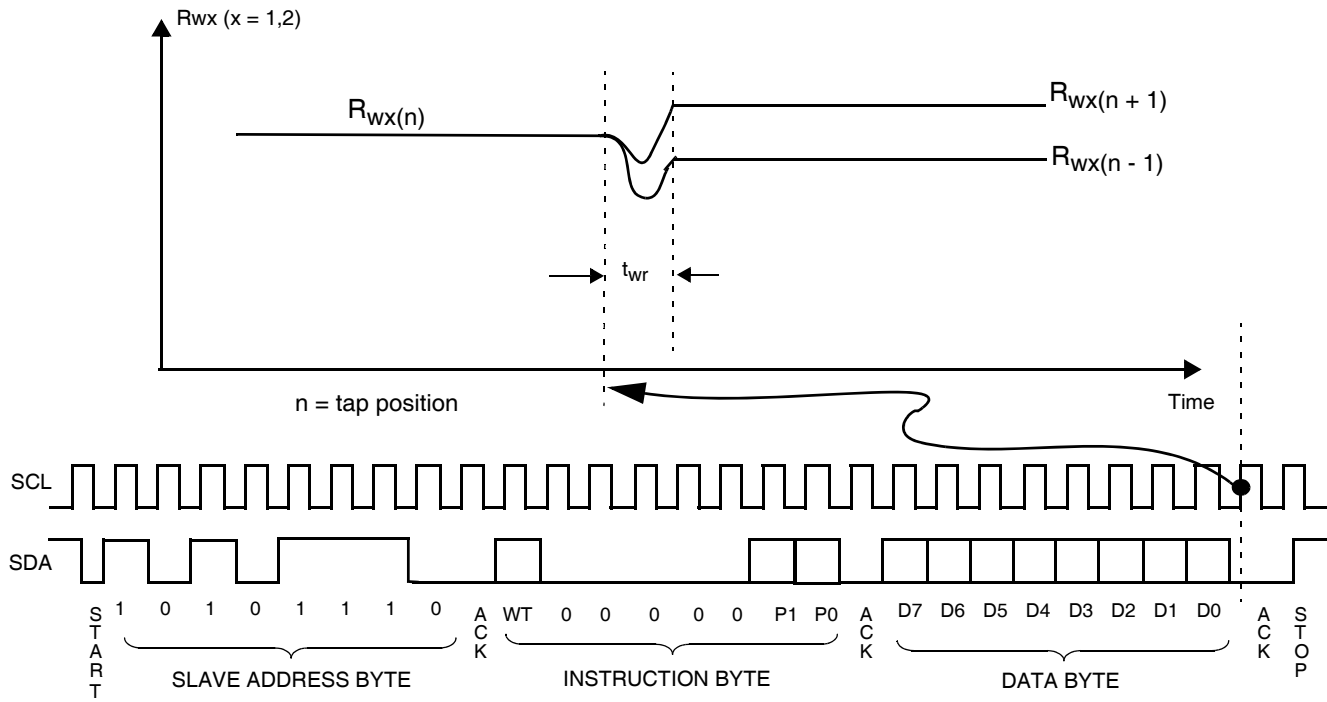 Rwx (x = 1,2)
Rwx(n)
Rwx(n + 1)
Rwx(n - 1)
twr
n = tap position
Time
SCL
SDA
START 1 0 1 0 1 1 1 0 ACK WT 0 0 0 0 0 P1 P0 ACK D7 D6 D5 D4 D3 D2 D1 D0 ACK STOP
SLAVE ADDRESS BYTE INSTRUCTION BYTE DATA BYTE